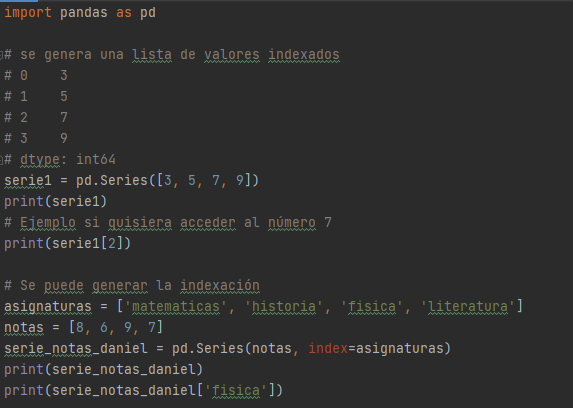 import pandas as pd
# se genera una lista de valores indexados
# 0    3
# 1    5
# 2    7
# 3    9
# dtype: int64
serie1 = pd.Series([3, 5, 7, 9])
print(serie1)
# Ejemplo si quisiera acceder al número 7
print(serie1[2])
# Se puede generar la indexación
asignaturas = ['matematicas', 'historia', 'fisica', 'literatura']
notas = [8, 6, 9, 7]
serie_notas_daniel = pd.Series(notas, index=asignaturas)
print(serie_notas_daniel)
print(serie_notas_daniel['fisica'])